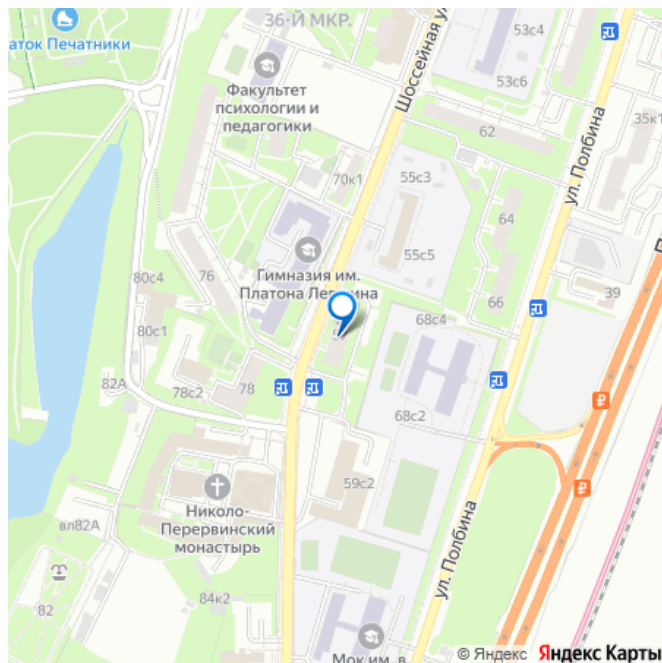 36-Й МКР.
аток Печатники
53с4
53с6
Шоссейная у
Факультет
психологии и
педагогики
62
ул. Полбина
35к1
70к1
55с3
64
55с5
Гимназия им.
Платона Ле
ина
80с4
76
66
39
80с1
68с4
82А
78с2
78
68с2
59с2
Николо-
Перервинский
монастырь
вл82А
ул. Полбина
82
84к2
Мок им. в
© Яндекс Яндекс Карты